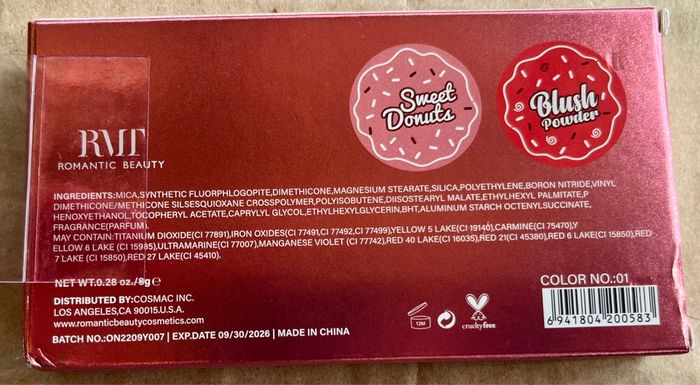 Sweet
Donuts
Blush
Powder
RMT
ROMANTIC BEAUTY
INGREDIENTS:MICA,SYNTHETIC FLUORPHLOGOPITE,DIMETHICONE,MAGNESIUM STEARATE,SILICA,POLYETHYLENE,BORON NITRIDE,VINYL
DIMETHICONE/METHICONE SILSESQUIOXANE CROSSPOLYMER,POLYISOBUTENE,DIISOSTEARYL MALATE,ETHYLHEXYL PALMITATE,P
HENOXYETHANOL,TOCOPHERYL ACETATE,CAPRYLYL GLYCOL,ETHYLHEXYLGLYCERIN,BHT,ALUMINUM STARCH OCTENYLSUCCINATE,
FRAGRANCE(PARFUM).
MAY CONTAIN:TITANIUM DIOXIDE(CI 77891),IRON OXIDES(CI 77491,CI 77492,CI 77499),YELLOW 5 LAKE(CI 19140),CARMINE(CI 75470),Y
ELLOW 6 LAKE(CI 15985),ULTRAMARINE(CI 77007),MANGANESE VIOLET (CI 77742),RED 40 LAKE(CI 16035),RED 21(CI 45380),RED 6 LAKE(CI 15850),RED
7 LAKE(CI 15850),RED 27 LAKE(CI 45410).
NET WT.0.28 oz./8g℮
DISTRIBUTED BY:COSMAC INC.
LOS ANGELES,CA 90015.U.S.A.
www.romanticbeautycosmetics.com
BATCH NO.:ON2209Y007 | EXP.DATE 09/30/2026 | MADE IN CHINA
12M
crueltyfree
COLOR NO.:01
6 941804 200583